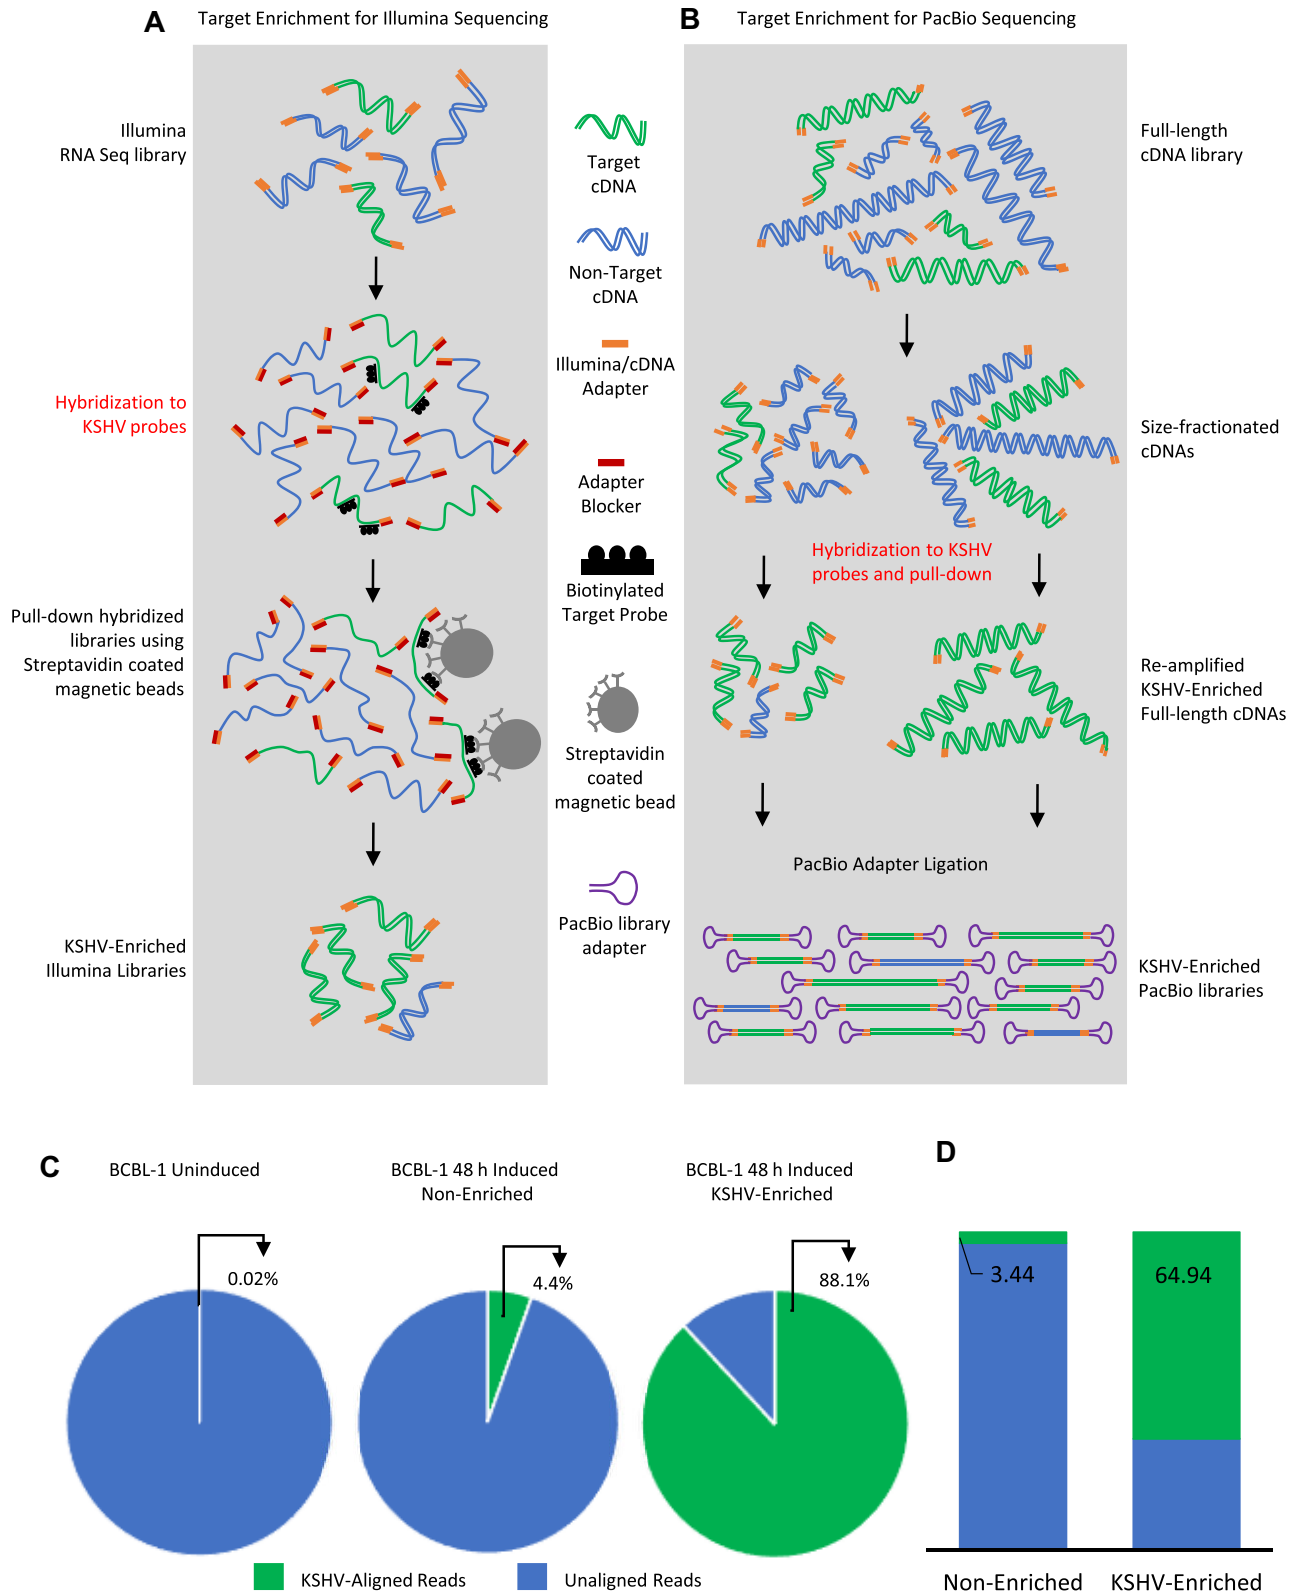 A
Target Enrichment for Illumina Sequencing
Illumina
RNA Seq library
Hybridization to
KSHV probes
Pull-down hybridized
libraries using
Streptavidin coated
magnetic beads
KSHV-Enriched
Illumina Libraries
Target
cDNA
Non-Target
cDNA
Illumina/cDNA
Adapter
Adapter
Blocker
Biotinylated
Target Probe
Streptavidin
coated
magnetic bead
PacBio library
adapter
B
Target Enrichment for PacBio Sequencing
Full-length
cDNA library
Size-fractionated
cDNAs
Hybridization to KSHV
probes and pull-down
Re-amplified
KSHV-Enriched
Full-length cDNAs
PacBio Adapter Ligation
KSHV-Enriched
PacBio libraries
C
BCBL-1 Uninduced
0.02%
BCBL-1 48 h Induced
Non-Enriched
4.4%
BCBL-1 48 h Induced
KSHV-Enriched
88.1%
KSHV-Aligned Reads
Unaligned Reads
D
3.44
64.94
Non-Enriched
KSHV-Enriched